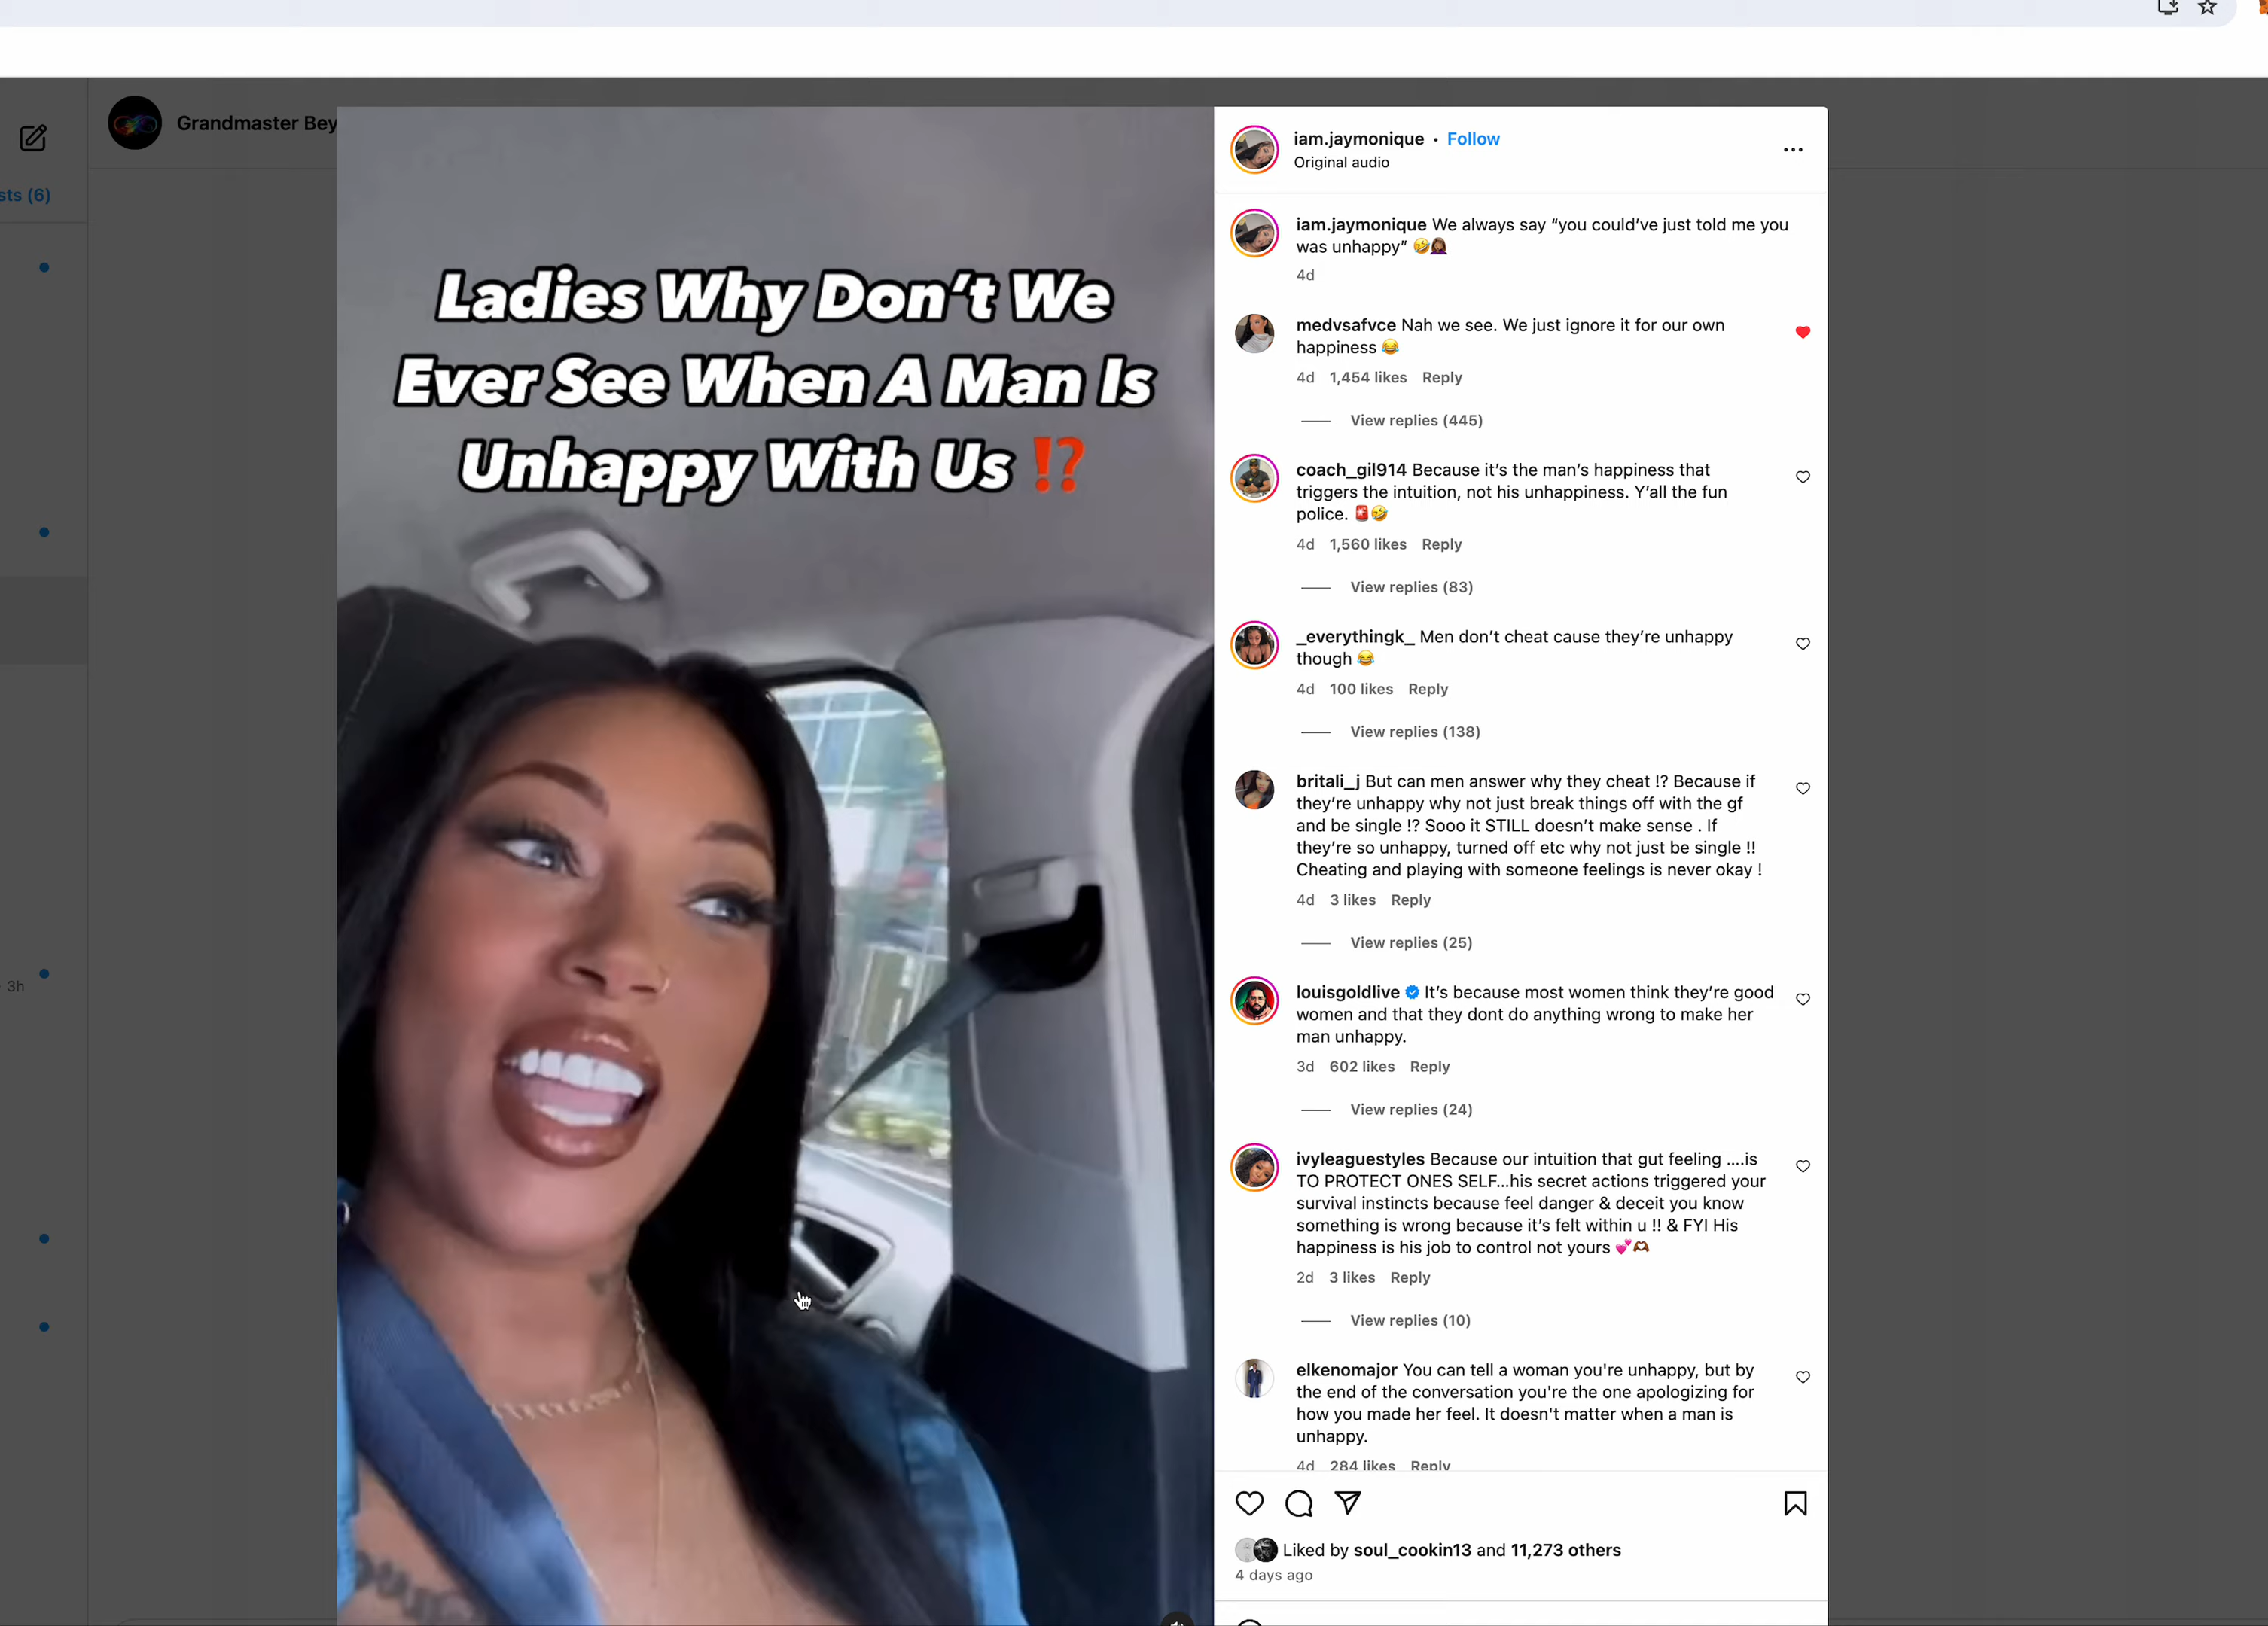 Grandmaster Bey
sts (6)
3h
Ladies Why Don't We
Ever See When A Man Is
Unhappy With Us ⁉️
iam.jaymonique • Follow
Original audio
iam.jaymonique We always say “you could’ve just told me you
was unhappy” 🤣🤦🏾‍♀️
4d
medvsafvce Nah we see. We just ignore it for our own
happiness 😂
4d 1,454 likes Reply
View replies (445)
coach_gil914 Because it’s the man’s happiness that
triggers the intuition, not his unhappiness. Y’all the fun
police. 🚨🤣
4d 1,560 likes Reply
View replies (83)
_everythingk_ Men don’t cheat cause they’re unhappy
though 😂
4d 100 likes Reply
View replies (138)
britali_j But can men answer why they cheat !? Because if
they’re unhappy why not just break things off with the gf
and be single !? Sooo it STILL doesn’t make sense . If
they’re so unhappy, turned off etc why not just be single !!
Cheating and playing with someone feelings is never okay !
4d 3 likes Reply
View replies (25)
louisgoldlive It’s because most women think they’re good
women and that they dont do anything wrong to make her
man unhappy.
3d 602 likes Reply
View replies (24)
ivyleaguestyles Because our intuition that gut feeling ....is
TO PROTECT ONES SELF...his secret actions triggered your
survival instincts because feel danger & deceit you know
something is wrong because it’s felt within u !! & FYI His
happiness is his job to control not yours 💕🫶🏾
2d 3 likes Reply
View replies (10)
elkenomajor You can tell a woman you're unhappy, but by
the end of the conversation you're the one apologizing for
how you made her feel. It doesn't matter when a man is
unhappy.
4d 284 likes Reply
Liked by soul_cookin13 and 11,273 others
4 days ago